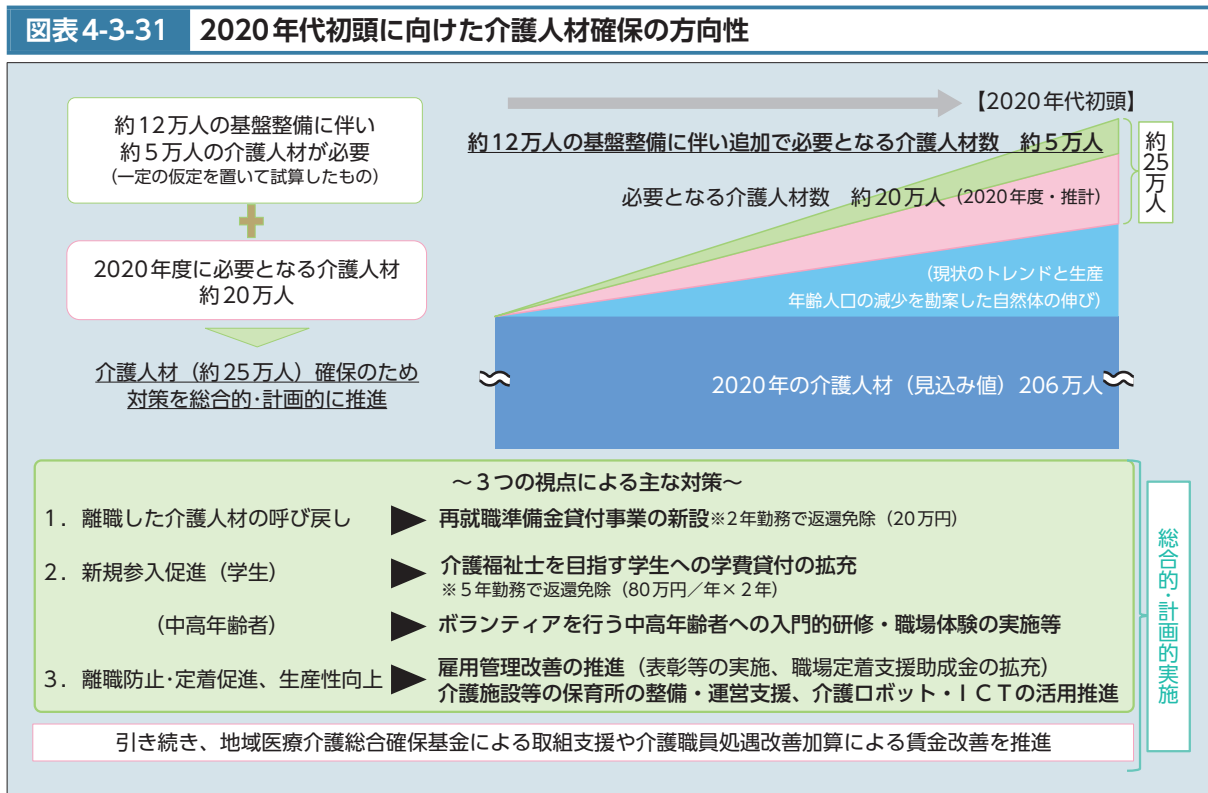 図表4-3-31 2020年代初頭に向けた介護人材確保の方向性
約12万人の基盤整備に伴い
約5万人の介護人材が必要
(一定の仮定を置いて試算したもの)
2020年度に必要となる介護人材
約20万人
介護人材(約25万人)確保のため
対策を総合的・計画的に推進
【2020年代初頭】
約12万人の基盤整備に伴い追加で必要となる介護人材数 約5万人
約25万人
必要となる介護人材数 約20万人(2020年度・推計)
(現状のトレンドと生産
年齢人口の減少を勘案した自然体の伸び)
2020年の介護人材(見込み値)206万人
~3つの視点による主な対策~
1.離職した介護人材の呼び戻し 再就職準備金貸付事業の新設※2年勤務で返還免除(20万円)
2.新規参入促進(学生) 介護福祉士を目指す学生への学費貸付の拡充
※5年勤務で返還免除(80万円/年×2年)
(中高年齢者) ボランティアを行う中高年齢者への入門的研修・職場体験の実施等
3.離職防止・定着促進、生産性向上 雇用管理改善の推進(表彰等の実施、職場定着支援助成金の拡充)
介護施設等の保育所の整備・運営支援、介護ロボット・ICTの活用推進
総合的・計画的実施
引き続き、地域医療介護総合確保基金による取組支援や介護職員処遇改善加算による賃金改善を推進